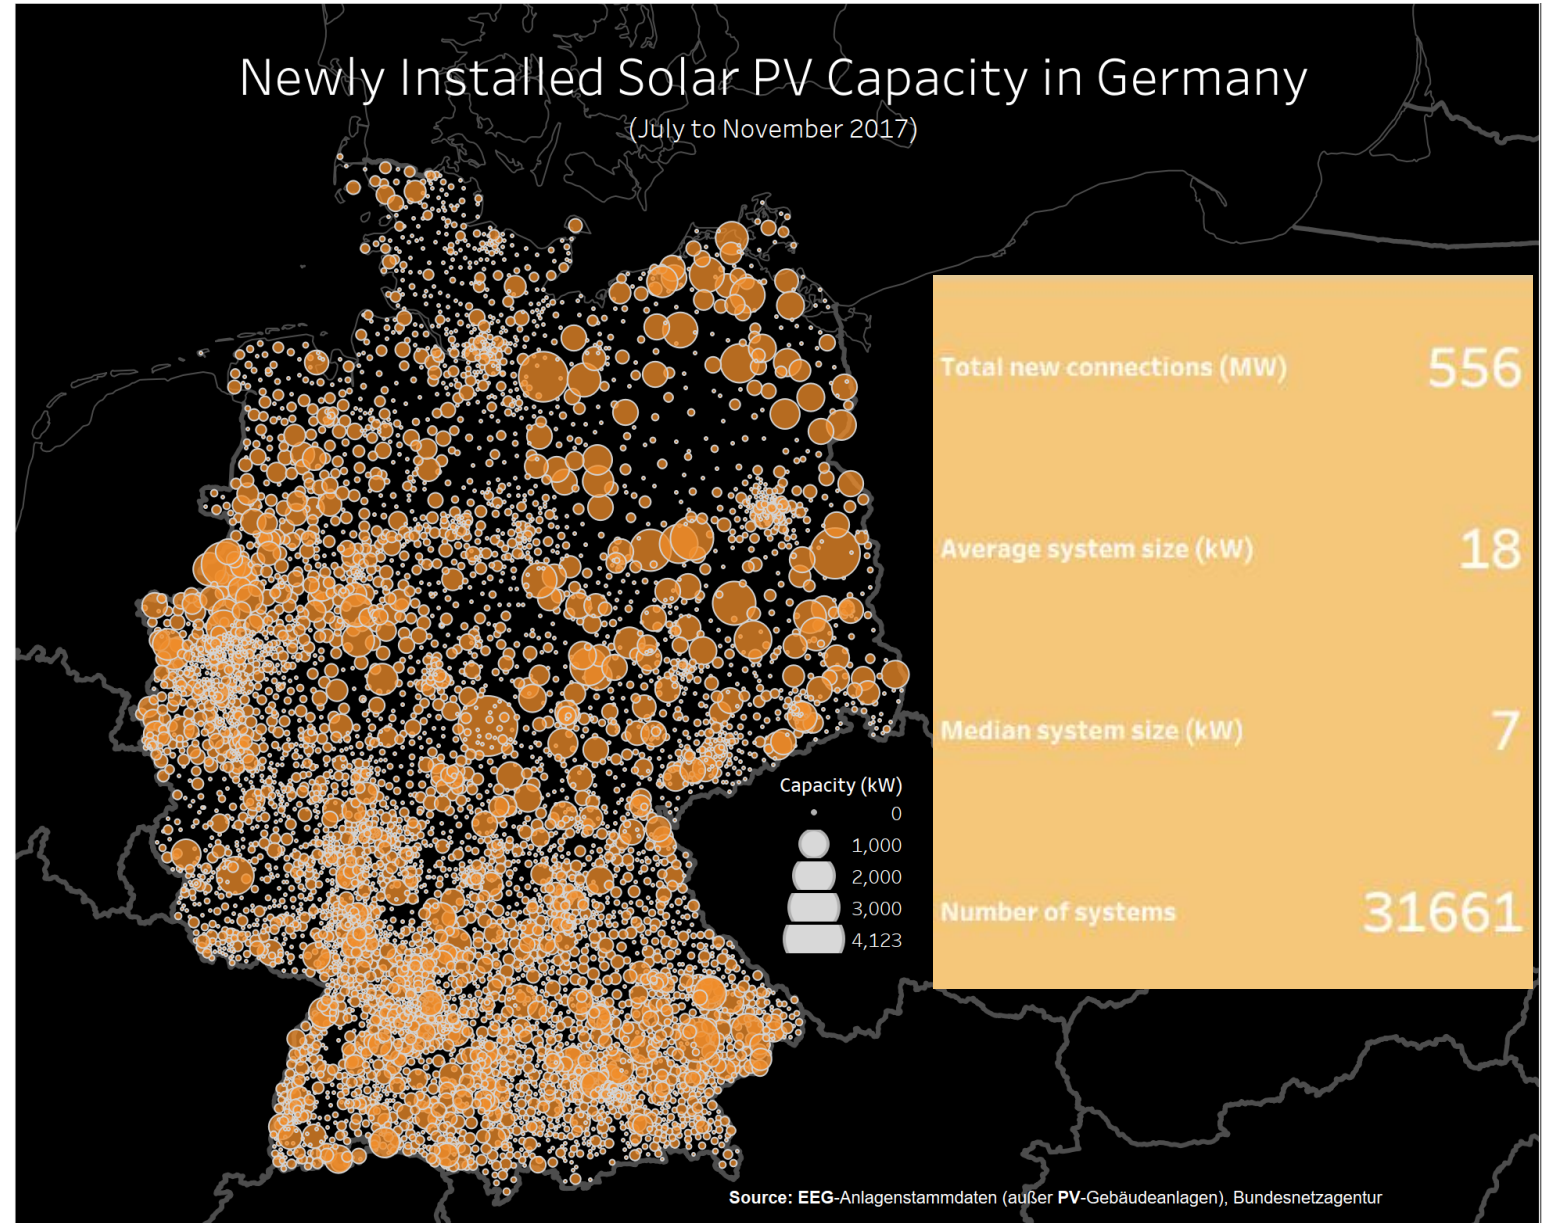 Newly Installed Solar PV Capacity in Germany
(July to November 2017)
Total new connections (MW) 556
Average system size (kW) 18
Median system size (kW) 7
Number of systems 31661
Capacity (kW)
0
1,000
2,000
3,000
4,123
Source: EEG-Anlagenstammdaten (außer PV-Gebäudeanlagen), Bundesnetzagentur